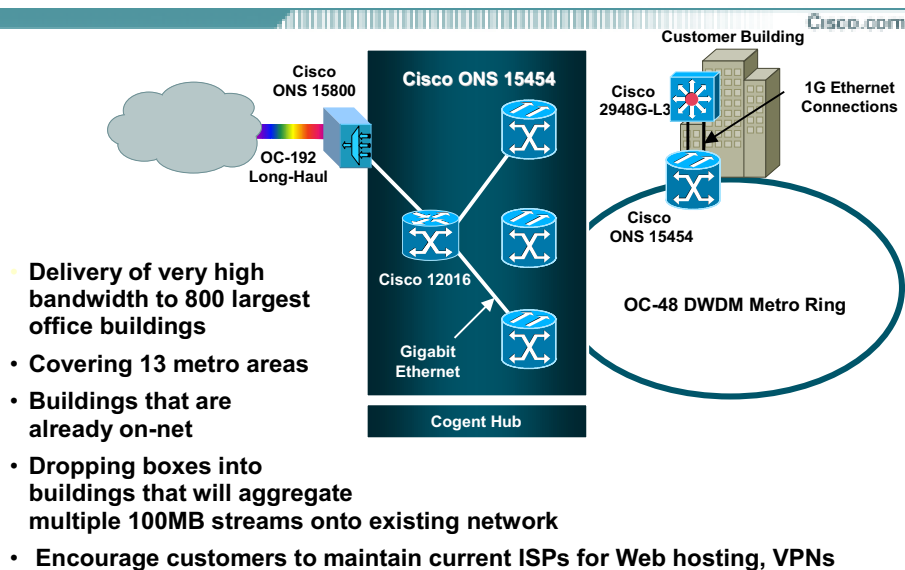 Cisco.com
Customer Building
Cisco
ONS 15800
Cisco ONS 15454
Cisco
2948G-L3
1G Ethernet
Connections
OC-192
Long-Haul
Cisco
ONS 15454
Cisco 12016
OC-48 DWDM Metro Ring
Gigabit
Ethernet
Cogent Hub
Delivery of very high
bandwidth to 800 largest
office buildings
• Covering 13 metro areas
• Buildings that are
already on-net
• Dropping boxes into
buildings that will aggregate
multiple 100MB streams onto existing network
• Encourage customers to maintain current ISPs for Web hosting, VPNs